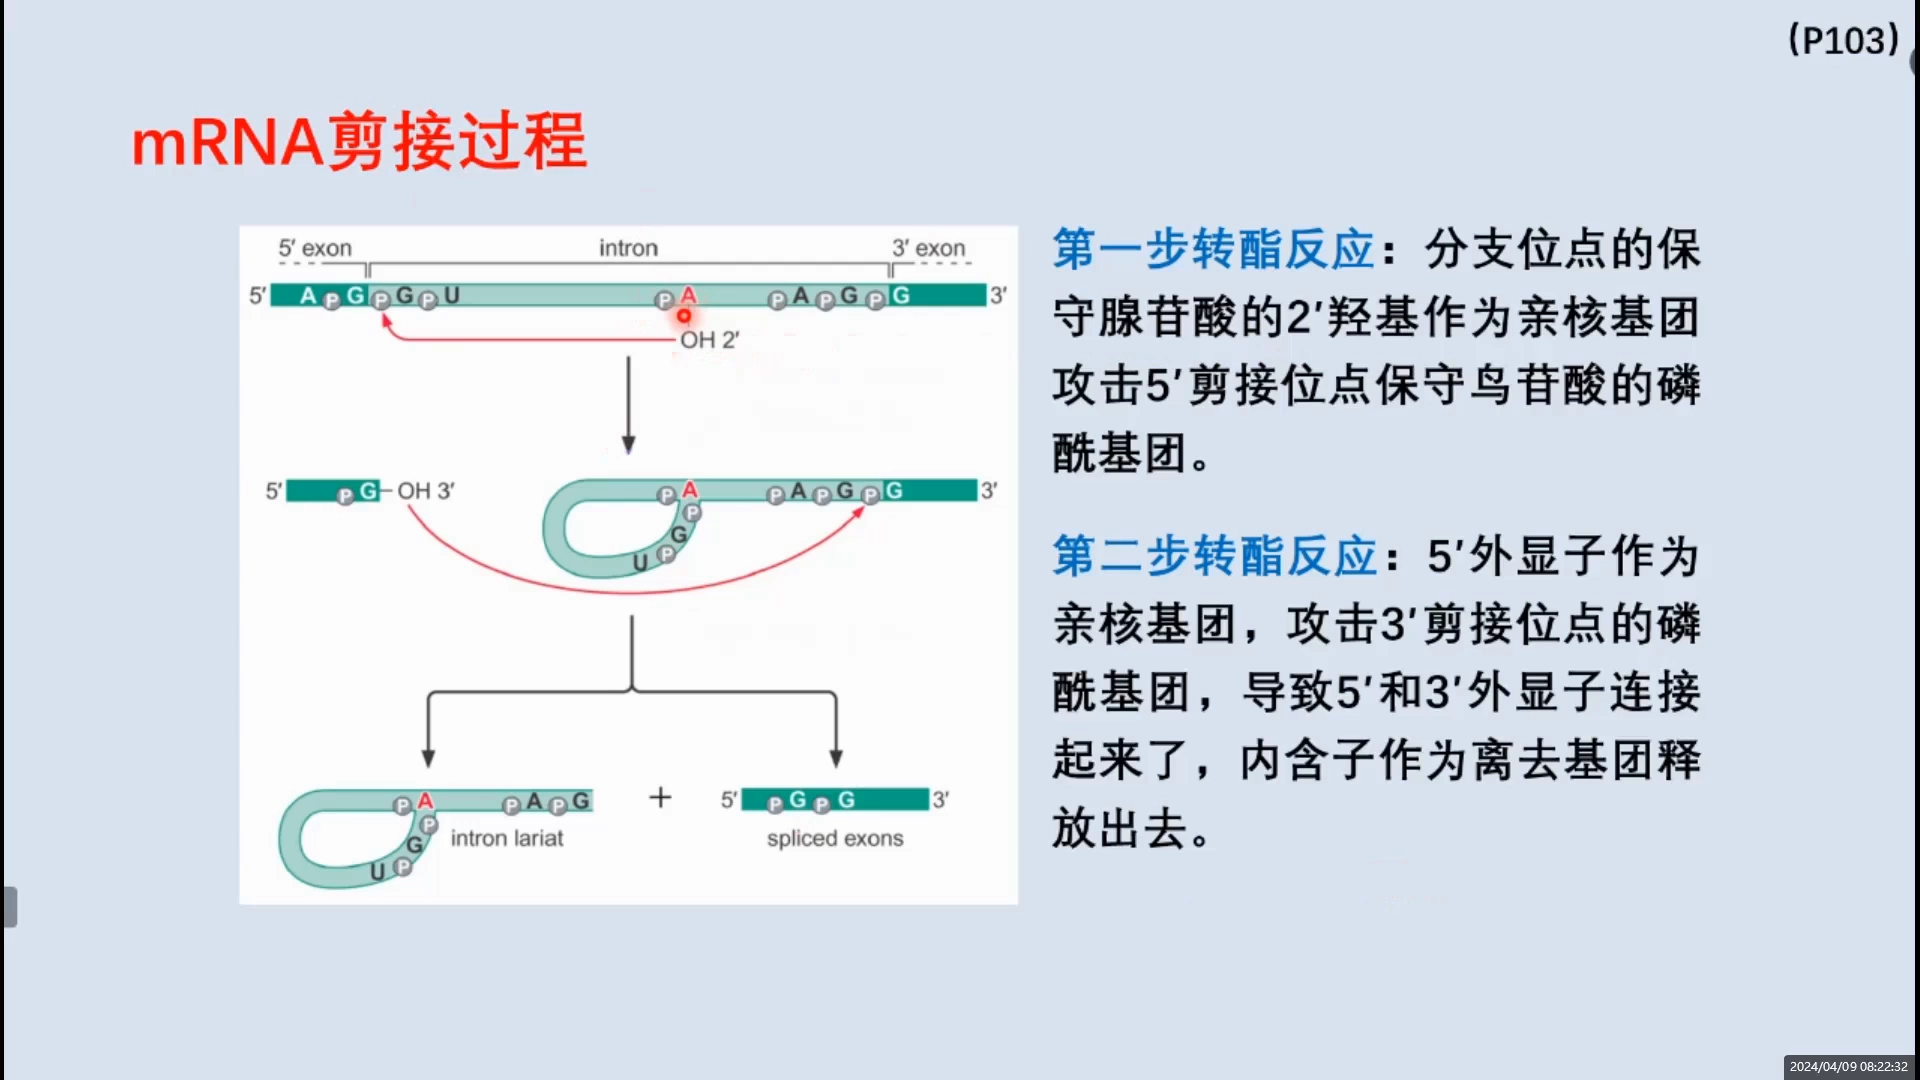 (P103)
mRNA剪接过程
5′ exon intron 3′ exon
5′ A P G P G P U P A P A P G P G 3′
OH 2′
5′ P G OH 3′ P A P A P G P G 3′
P
G
U P
P A P A P G + 5′ P G P G 3′
P
intron lariat spliced exons
G
U P
第一步转酯反应：分支位点的保
守腺苷酸的2′羟基作为亲核基团
攻击5′剪接位点保守鸟苷酸的磷
酰基团。
第二步转酯反应：5′外显子作为
亲核基团，攻击3′剪接位点的磷
酰基团，导致5′和3′外显子连接
起来了，内含子作为离去基团释
放出去。
2024/04/09 08:22:32